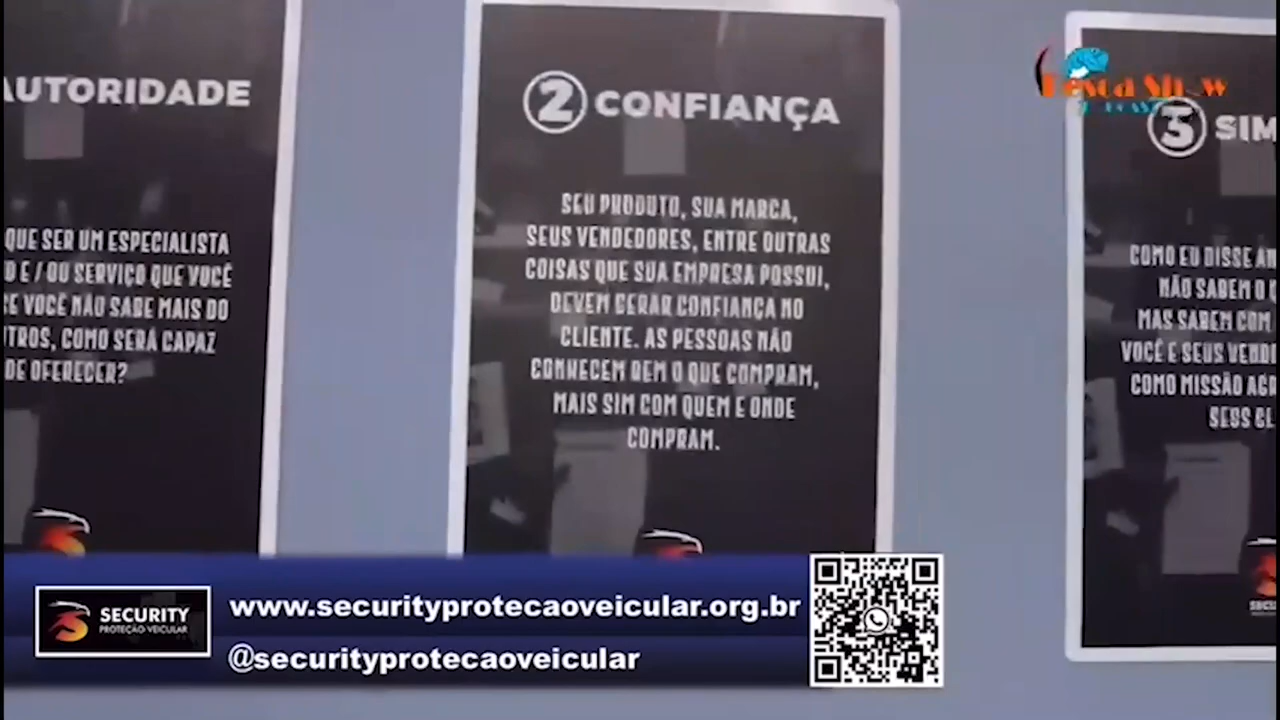 AUTORIDADE
QUE SER UM ESPECIALISTA
O E / OU SERVIÇO QUE VOCÊ
SE VOCÊ NÃO SABE MAIS DO
TROS, COMO SERÁ CAPAZ
DE OFERECER?
2 CONFIANÇA
SEU PRODUTO, SUA MARCA,
SEUS VENDEDORES, ENTRE OUTRAS
COISAS QUE SUA EMPRESA POSSUI,
DEVEM GERAR CONFIANÇA NO
CLIENTE. AS PESSOAS NÃO
CONHECEM BEM O QUE COMPRAM,
MAIS SIM COM QUEM E ONDE
COMPRAM.
Pesca Show
3 SIM
COMO EU DISSE AN
NÃO SABEM O
MAS SABEM COM
VOCÊ E SEUS VEND
COMO MISSÃO AGR
SEUS CL
SECURITY
PROTEÇÃO VEICULAR
www.securityprotecaoveicular.org.br
@securityprotecaoveicular